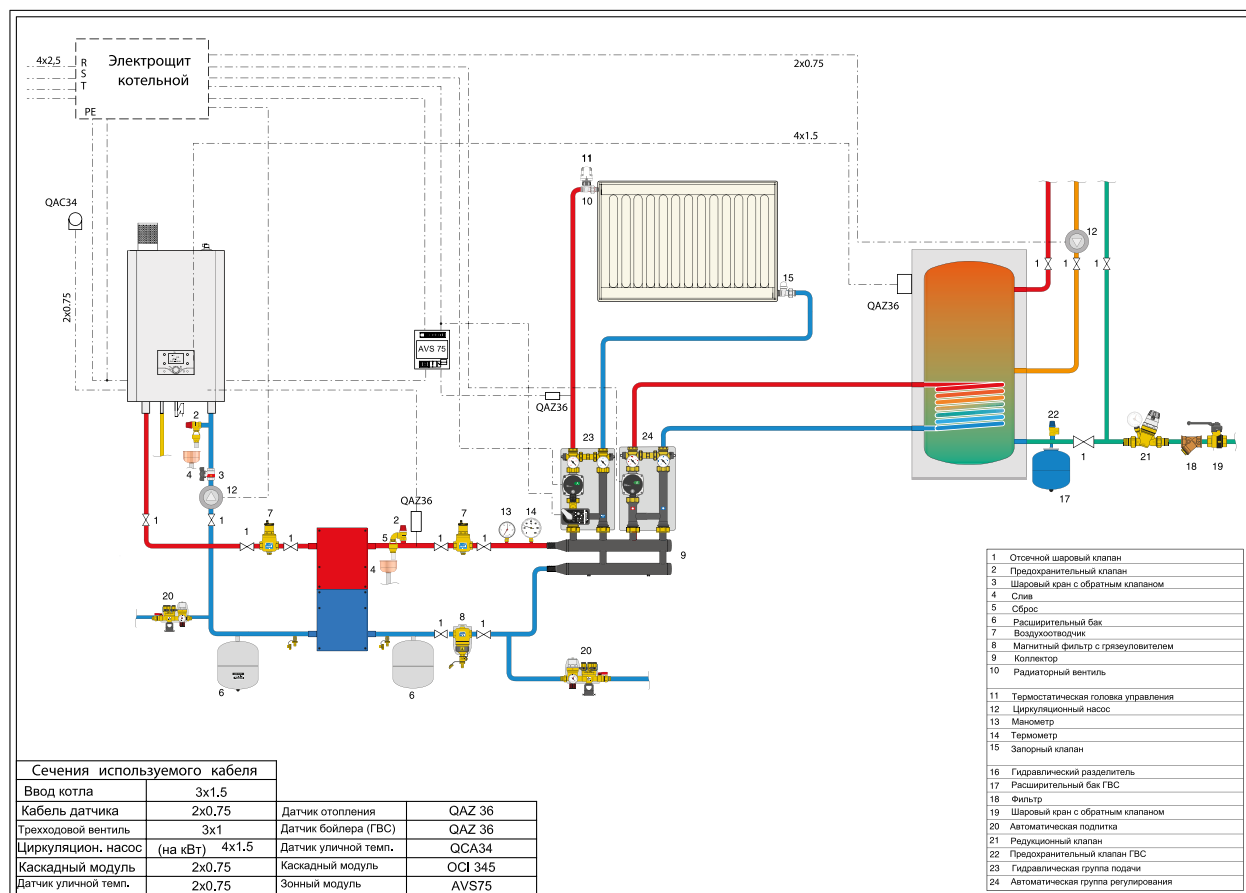 4x2,5
R
S
T
PE
Электрощит
котельной
2x0.75
4x1.5
QAC34
2x0.75
11
10
15
12
1
1
1
QAZ36
AVS 75
QAZ36
23
24
22
1
21
18
19
17
2
4
3
12
1
1
7
1
1
QAZ36
2
5
4
7
1
1
13
14
9
20
6
6
1
8
1
20
1 Отсечной шаровый клапан
2 Предохранительный клапан
3 Шаровый кран с обратным клапаном
4 Слив
5 Сброс
6 Расширительный бак
7 Воздухоотводчик
8 Магнитный фильтр с грязеуловителем
9 Коллектор
10 Радиаторный вентиль
11 Термостатическая головка управления
12 Циркуляционный насос
13 Манометр
14 Термометр
15 Запорный клапан
16 Гидравлический разделитель
17 Расширительный бак ГВС
18 Фильтр
19 Шаровый кран с обратным клапаном
20 Автоматическая подпитка
21 Редукционный клапан
22 Предохранительный клапан ГВС
23 Гидравлическая группа подачи
24 Автоматическая группа регулирования
Сечения используемого кабеля
Ввод котла 3x1.5
Кабель датчика 2x0.75 Датчик отопления QAZ 36
Трехходовой вентиль 3x1 Датчик бойлера (ГВС) QAZ 36
Циркуляцион. насос (на кВт) 4x1.5 Датчик уличной темп. QCA34
Каскадный модуль 2x0.75 Каскадный модуль OCI 345
Датчик уличной темп. 2x0.75 Зонный модуль AVS75